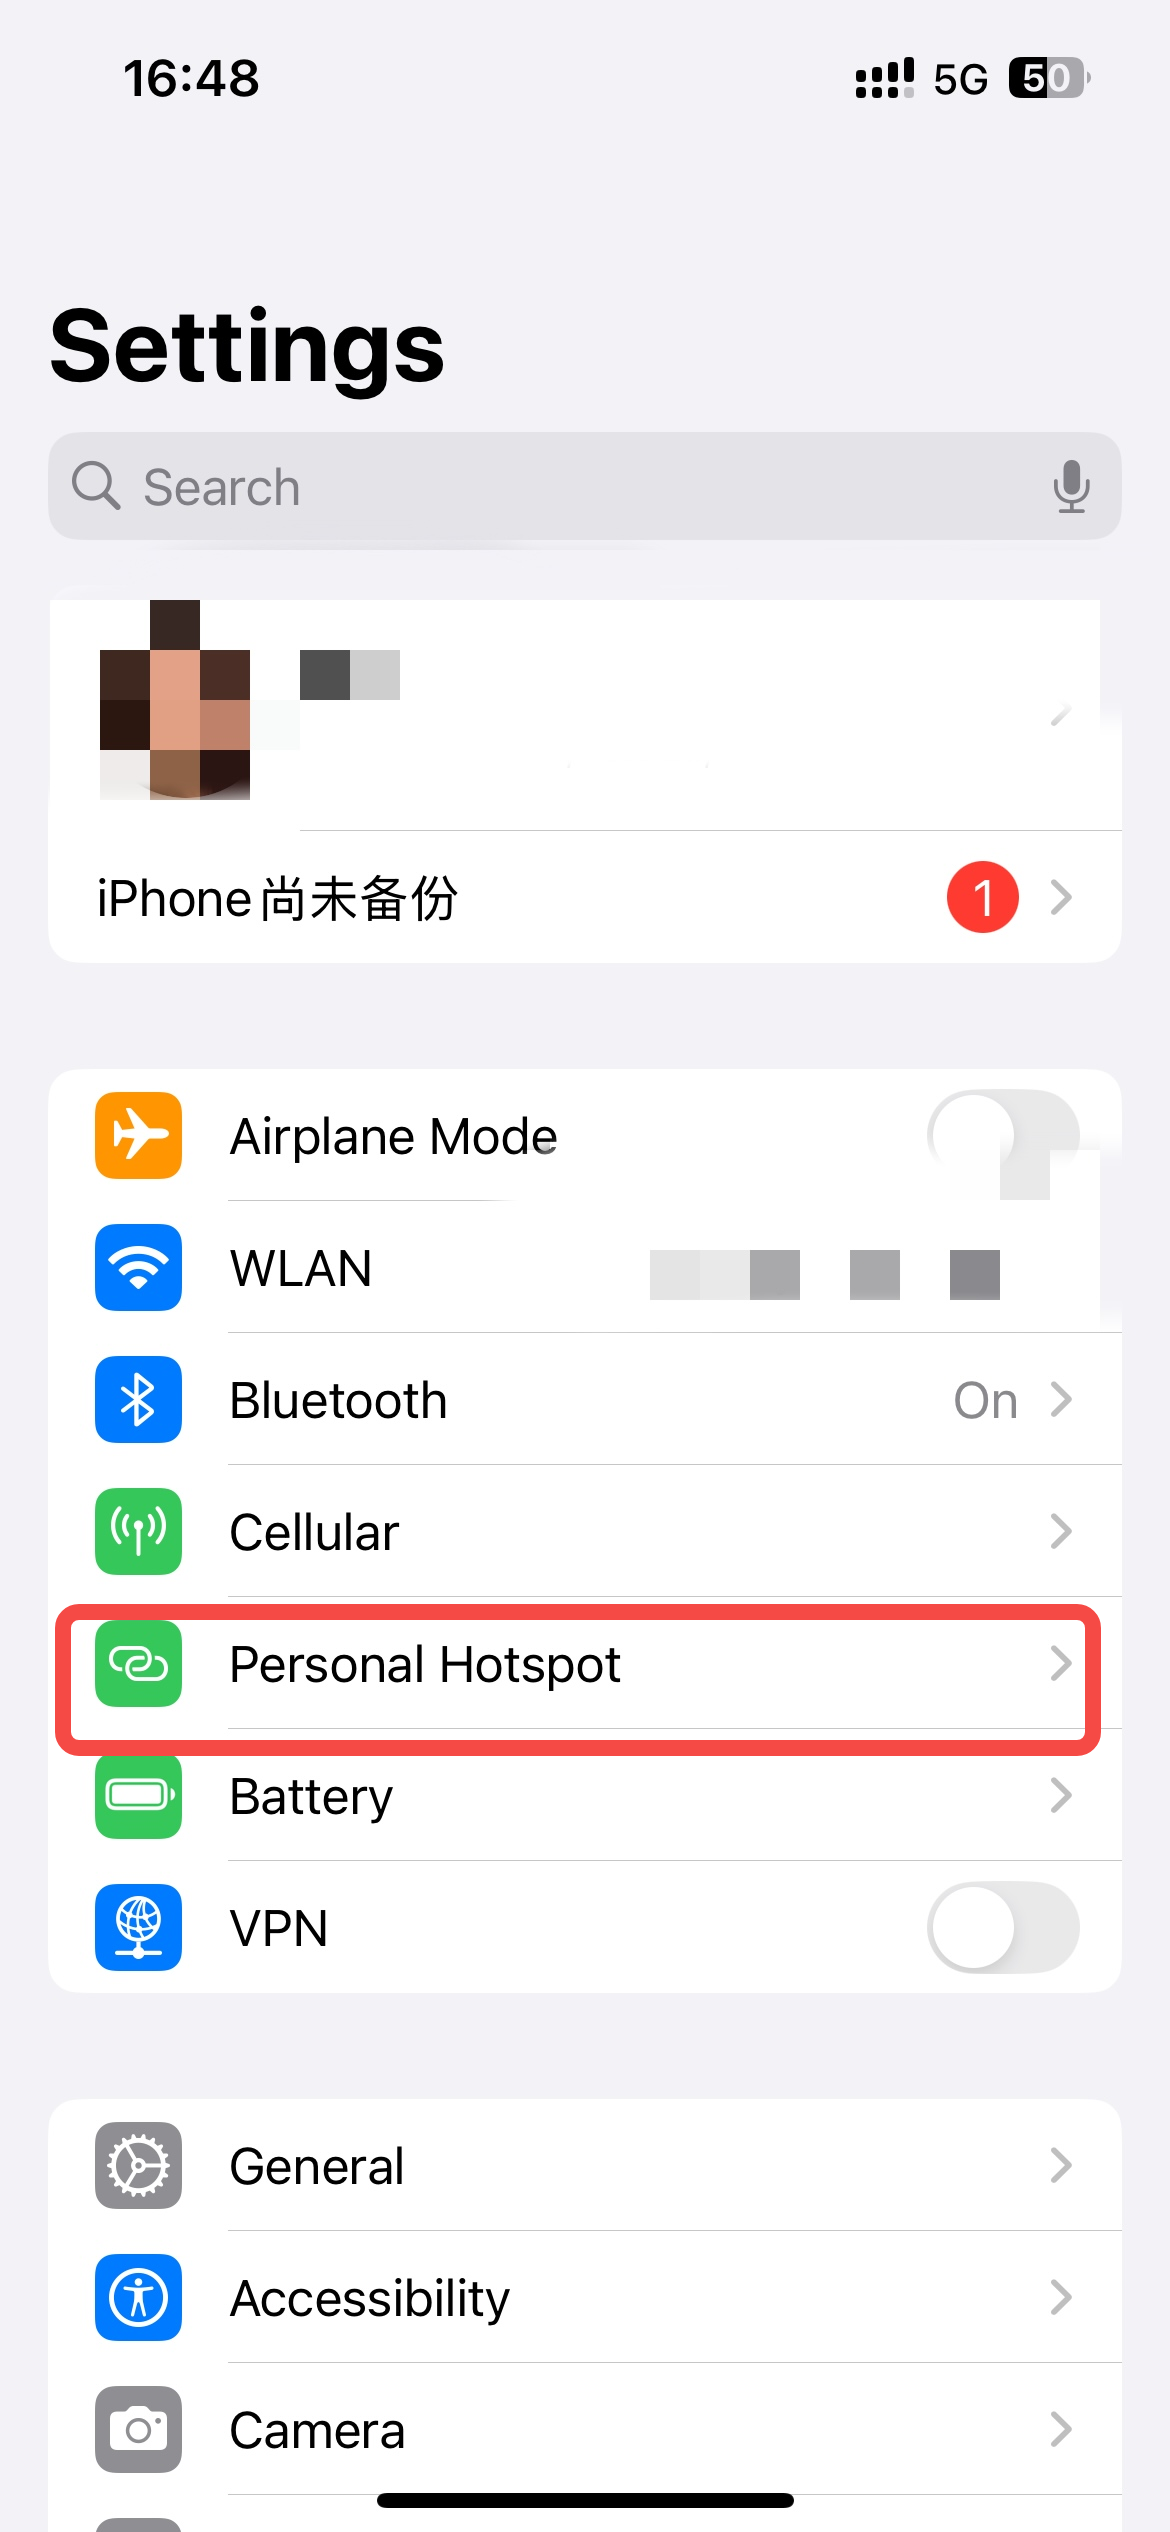 16:48
5G 50
Settings
Search
iPhone尚未备份
1
Airplane Mode
WLAN
Bluetooth
On
Cellular
Personal Hotspot
Battery
VPN
General
Accessibility
Camera